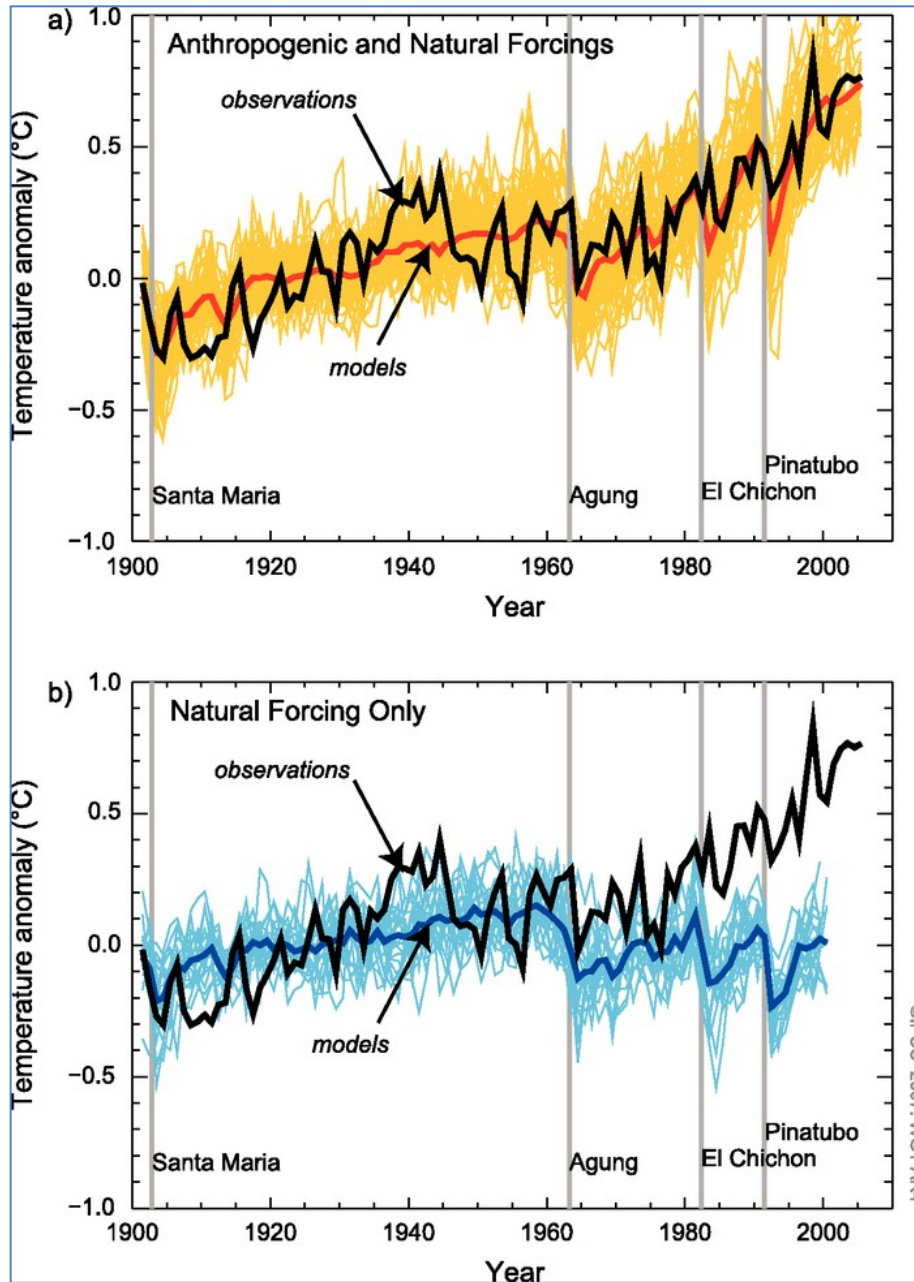 a)
Anthropogenic and Natural Forcings
observations
models
Temperature anomaly (°C)
1.0
0.5
0.0
−0.5
−1.0
Santa Maria
Agung
El Chichon
Pinatubo
1900
1920
1940
1960
1980
2000
Year
b)
Natural Forcing Only
observations
models
Temperature anomaly (°C)
1.0
0.5
0.0
−0.5
−1.0
Santa Maria
Agung
El Chichon
Pinatubo
1900
1920
1940
1960
1980
2000
Year